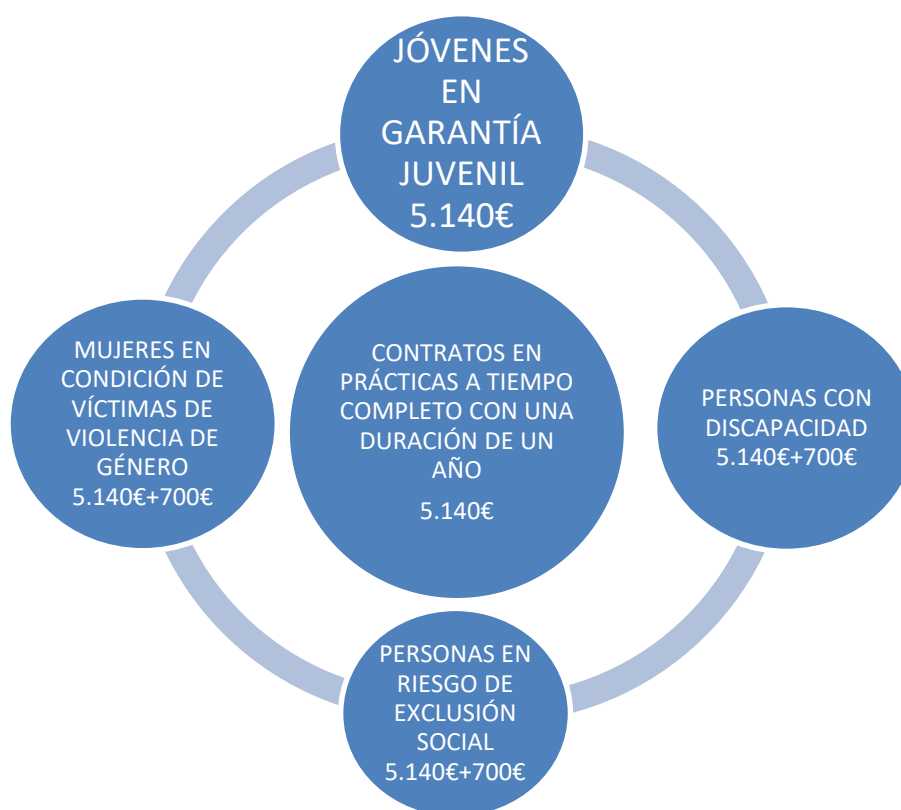 JÓVENES
EN
GARANTÍA
JUVENIL
5.140€
MUJERES EN
CONDICIÓN DE
VÍCTIMAS DE
VIOLENCIA DE
GÉNERO
5.140€+700€
CONTRATOS EN
PRÁCTICAS A TIEMPO
COMPLETO CON UNA
DURACIÓN DE UN
AÑO
5.140€
PERSONAS CON
DISCAPACIDAD
5.140€+700€
PERSONAS EN
RIESGO DE
EXCLUSIÓN
SOCIAL
5.140€+700€